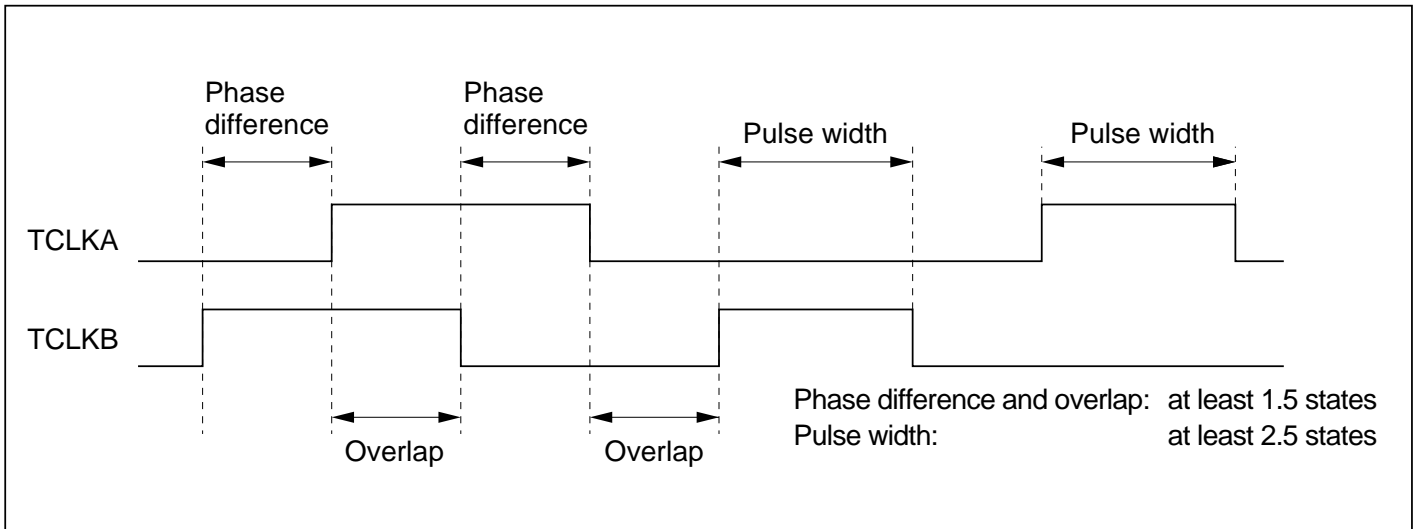 Phase
difference
Phase
difference
Pulse width
Pulse width
TCLKA
TCLKB
Overlap
Overlap
Phase difference and overlap: at least 1.5 states
Pulse width: at least 2.5 states